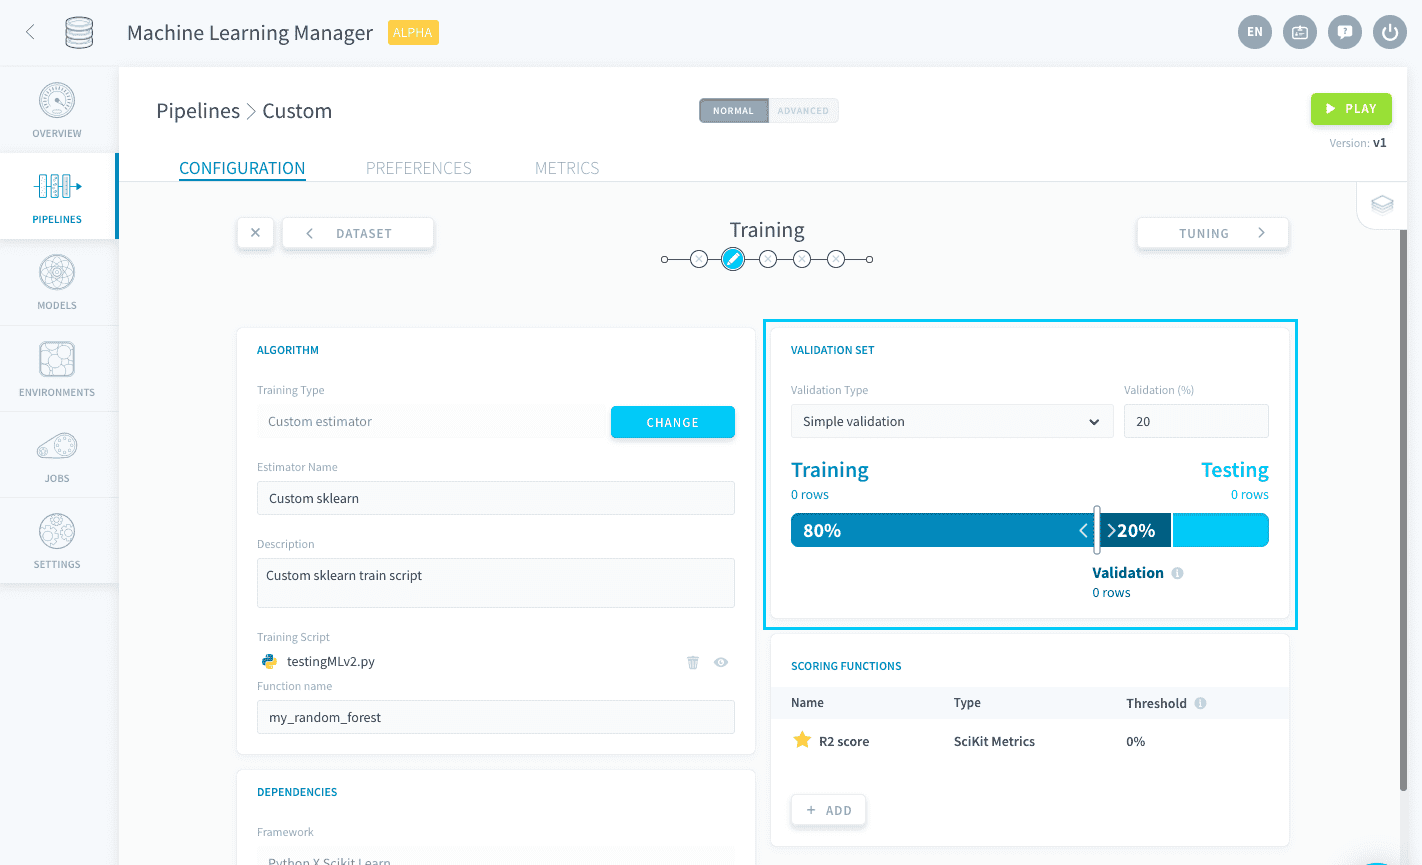 Machine Learning Manager ALPHA EN
Pipelines > Custom
NORMAL ADVANCED
PLAY
Version: v1
OVERVIEW
PIPELINES
MODELS
ENVIRONMENTS
JOBS
SETTINGS
CONFIGURATION PREFERENCES METRICS
DATASET
Training
TUNING
ALGORITHM
Training Type
Custom estimator
CHANGE
Estimator Name
Custom sklearn
Description
Custom sklearn train script
Training Script
testingMLv2.py
Function name
my_random_forest
DEPENDENCIES
Framework
Python X Scikit Learn
VALIDATION SET
Validation Type Validation (%)
Simple validation 20
Training Testing
0 rows 0 rows
80% 20%
Validation
0 rows
SCORING FUNCTIONS
Name Type Threshold
R2 score SciKit Metrics 0%
+ ADD